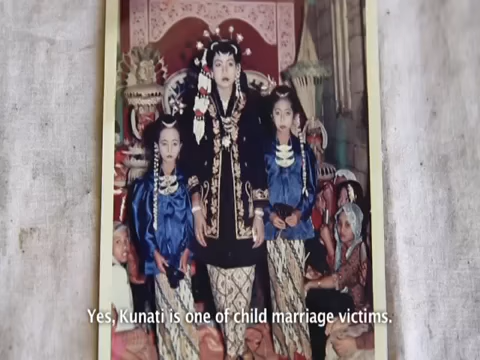 Yes, Kunati is one of child marriage victims.